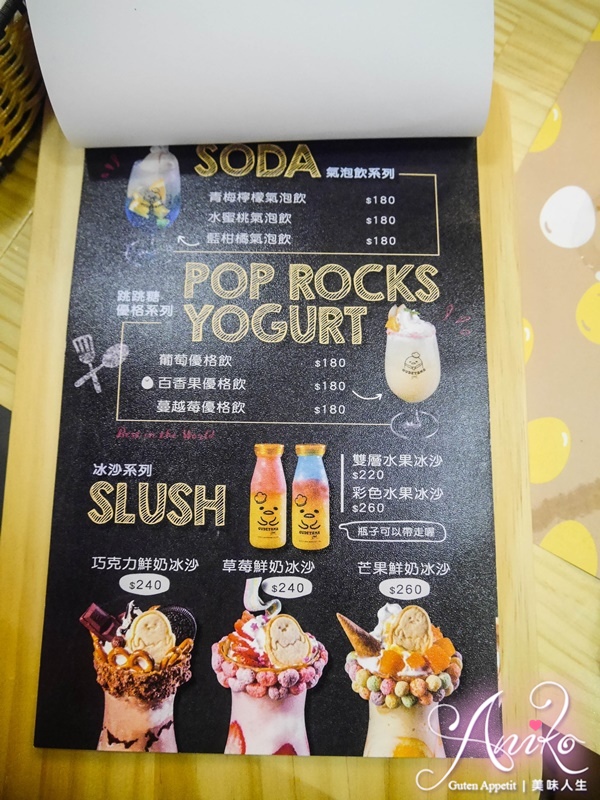 SODA 氣泡飲系列
青梅檸檬氣泡飲 $180
水蜜桃氣泡飲 $180
藍柑橘氣泡飲 $180
跳跳糖
優格系列
POP ROCKS
YOGURT
葡萄優格飲 $180
百香果優格飲 $180
蔓越莓優格飲 $180
Best in the World
冰沙系列
SLUSH
GUDETAMA
GUDETAMA
雙層水果冰沙
$220
彩色水果冰沙
$260
瓶子可以帶走喔
巧克力鮮奶冰沙
$240
草莓鮮奶冰沙
$240
芒果鮮奶冰沙
$260
Aniko
Guten Appetit | 美味人生